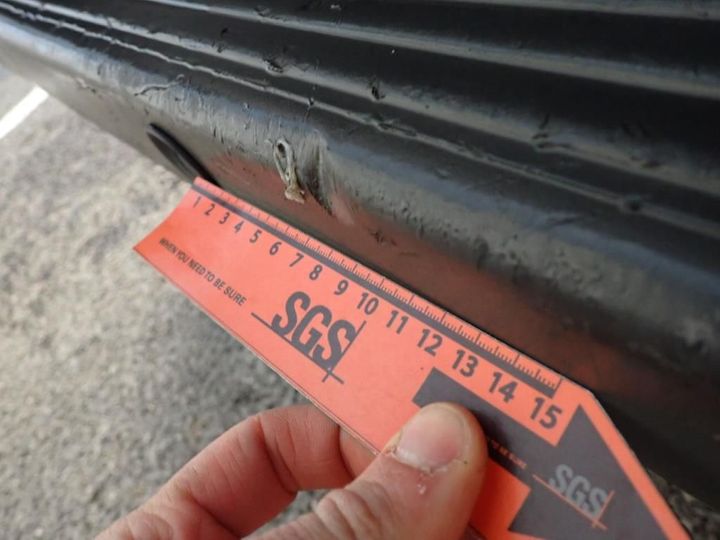 1 2 3 4 5 6 7 8 9 10 11 12 13 14 15
WHEN YOU NEED TO BE SURE
SGS
SGS